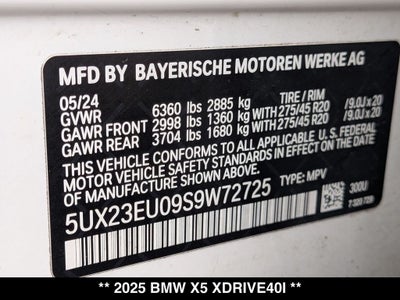 MFD BY BAYERISCHE MOTOREN WERKE AG
05/24 TIRE / RIM
GVWR 6360 lbs 2885 kg
GAWR FRONT 2998 lbs 1360 kg WITH 275/45 R20 /9.0J x 20
GAWR REAR 3704 lbs 1680 kg WITH 275/45 R20 /9.0J x 20
THIS VEHICLE CONFORMS TO ALL APPLICABLE U.S. FEDERAL
MOTOR VEHICLE SAFETY STANDARDS IN EFFECT ON THE DATE
OF MANUFACTURE SHOWN ABOVE.
5UX23EU09S9W72725 TYPE: MPV
300U
** 2025 BMW X5 XDRIVE40I **